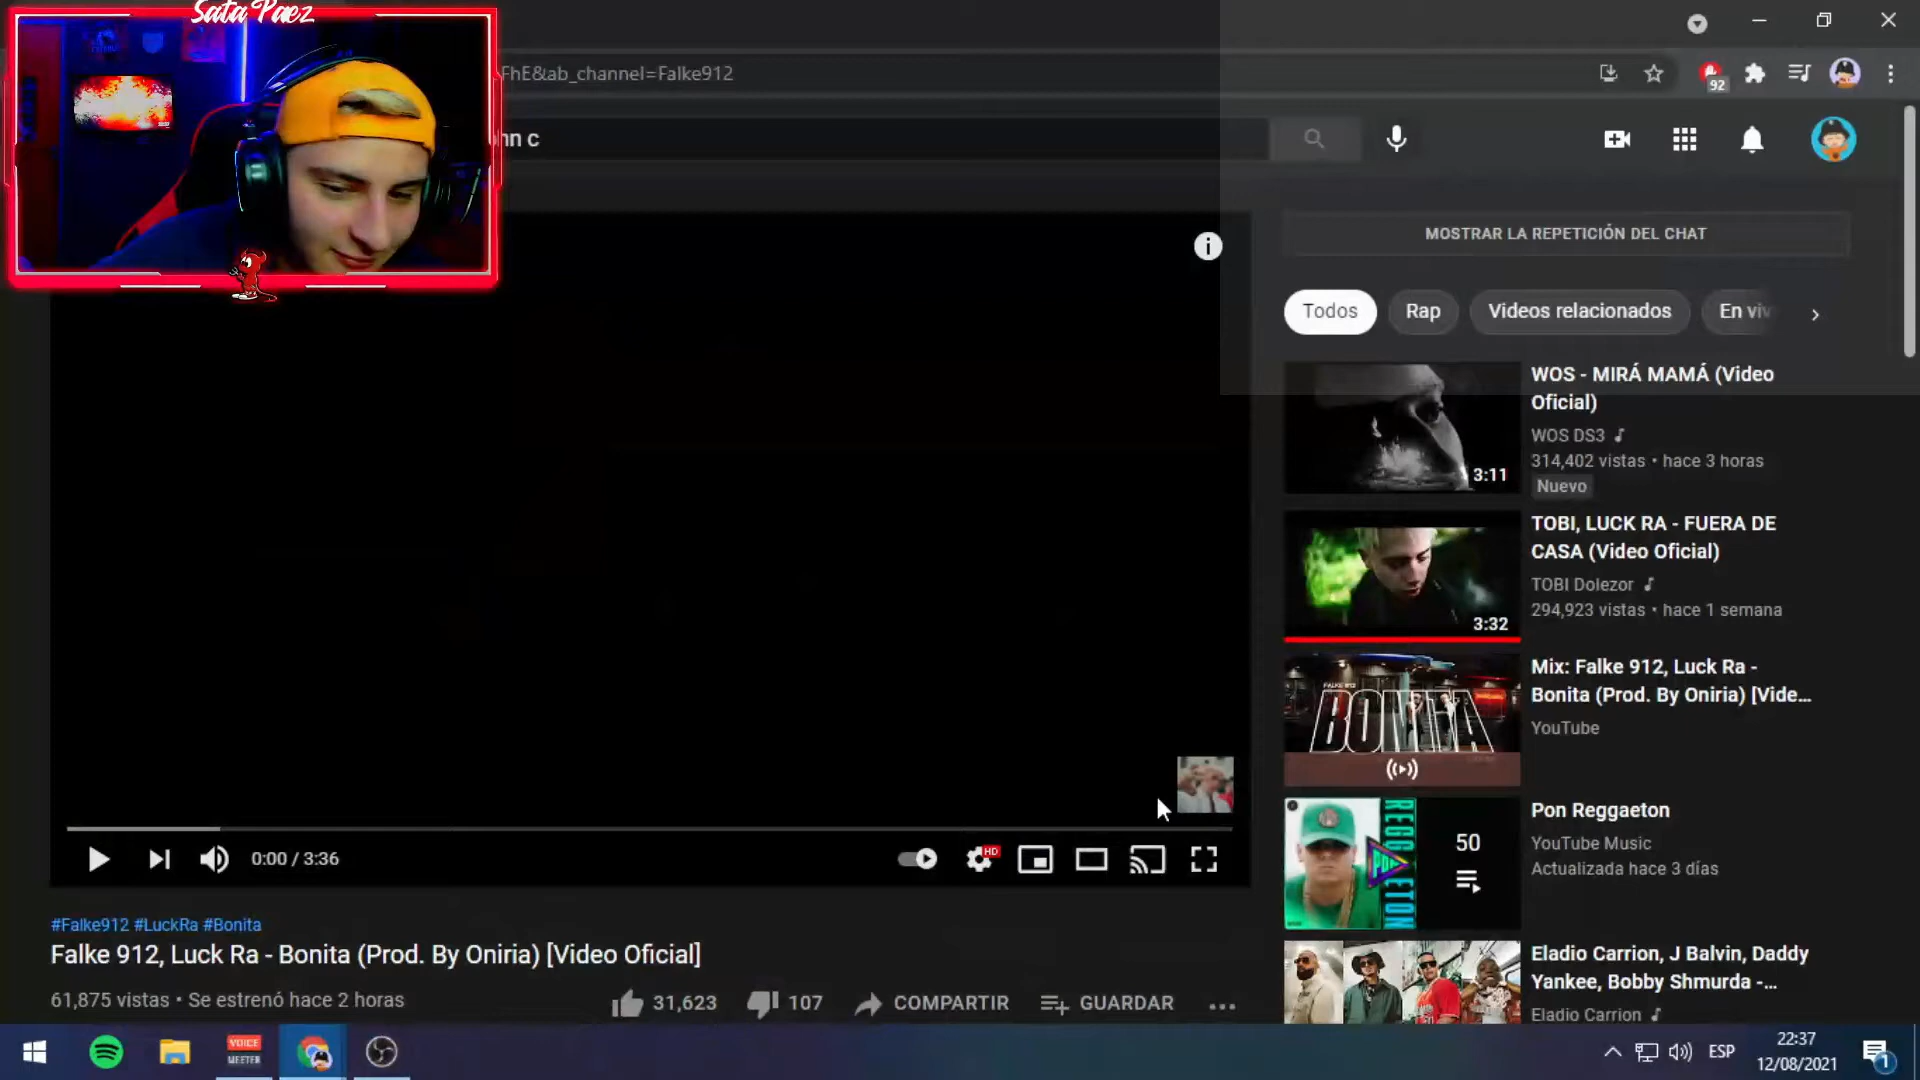 Sata Paez
FhE&ab_channel=Falke912
92
hn c
MOSTRAR LA REPETICIÓN DEL CHAT
Todos
Rap
Videos relacionados
En viv
WOS - MIRÁ MAMÁ (Video
Oficial)
WOS DS3
314,402 vistas • hace 3 horas
Nuevo
3:11
TOBI, LUCK RA - FUERA DE
CASA (Video Oficial)
TOBI Dolezor
294,923 vistas • hace 1 semana
3:32
Mix: Falke 912, Luck Ra -
Bonita (Prod. By Oniria) [Vide...
YouTube
FALKE 912
BONITA
Pon Reggaeton
YouTube Music
Actualizada hace 3 días
50
REGGAETON
PON
Eladio Carrion, J Balvin, Daddy
Yankee, Bobby Shmurda -...
Eladio Carrion
0:00 / 3:36
HD
#Falke912 #LuckRa #Bonita
Falke 912, Luck Ra - Bonita (Prod. By Oniria) [Video Oficial]
61,875 vistas • Se estrenó hace 2 horas
31,623
107
COMPARTIR
GUARDAR
VOICE
MEETER
ESP
22:37
12/08/2021
1